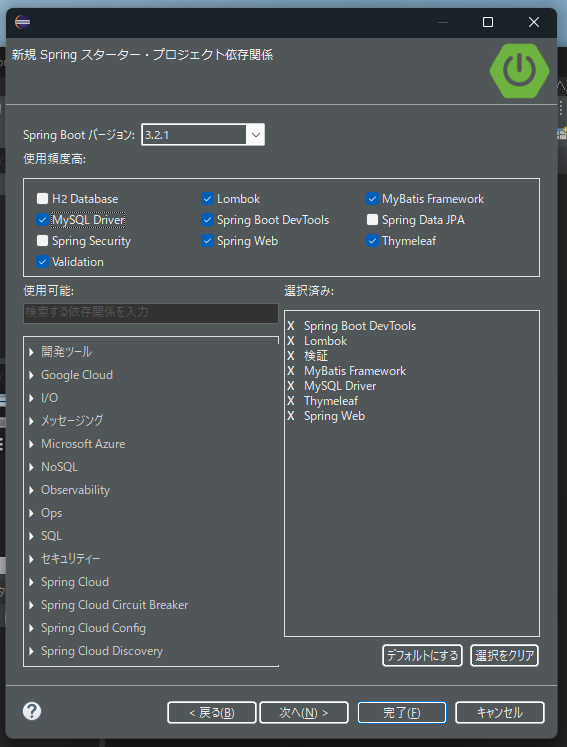 新規 Spring スターター・プロジェクト依存関係
Spring Boot バージョン: 3.2.1
使用頻度高:
H2 Database Lombok MyBatis Framework
MySQL Driver Spring Boot DevTools Spring Data JPA
Spring Security Spring Web Thymeleaf
Validation
使用可能:
検索する依存関係を入力
開発ツール
Google Cloud
I/O
メッセージング
Microsoft Azure
NoSQL
Observability
Ops
SQL
セキュリティー
Spring Cloud
Spring Cloud Circuit Breaker
Spring Cloud Config
Spring Cloud Discovery
選択済み:
X Spring Boot DevTools
X Lombok
X 検証
X MyBatis Framework
X MySQL Driver
X Thymeleaf
X Spring Web
デフォルトにする 選択をクリア
? < 戻る(B) 次へ(N) > 完了(F) キャンセル